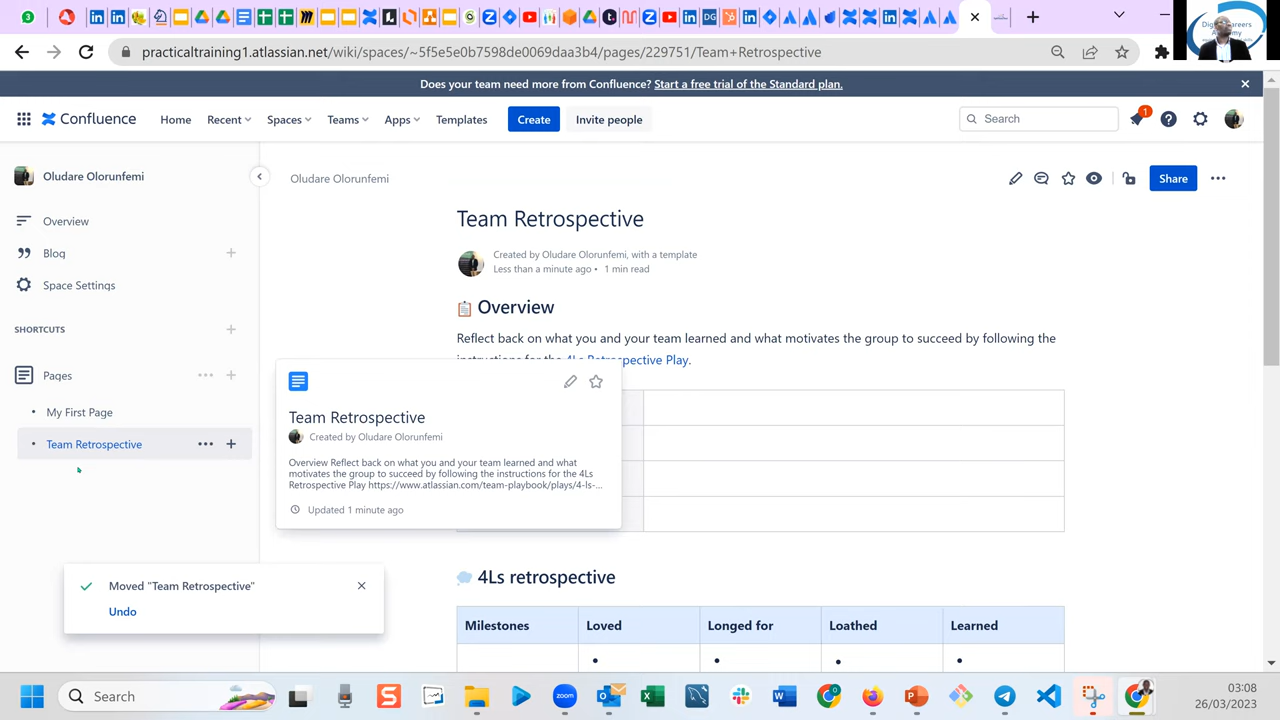 practicaltraining1.atlassian.net/wiki/spaces/~5f5e5e0b7598de0069daa3b4/pages/229751/Team+Retrospective
Does your team need more from Confluence? Start a free trial of the Standard plan.
Confluence Home Recent Spaces Teams Apps Templates Create Invite people Search 1
Oludare Olorunfemi
Overview
Blog
Space Settings
SHORTCUTS
Pages
My First Page
Team Retrospective
Oludare Olorunfemi
Share
Team Retrospective
Created by Oludare Olorunfemi, with a template
Less than a minute ago • 1 min read
Overview
Reflect back on what you and your team learned and what motivates the group to succeed by following the
4Ls Retrospective Play.
Team Retrospective
Created by Oludare Olorunfemi
Overview Reflect back on what you and your team learned and what
motivates the group to succeed by following the instructions for the 4Ls
Retrospective Play https://www.atlassian.com/team-playbook/plays/4-ls-...
Updated 1 minute ago
Moved "Team Retrospective"
Undo
4Ls retrospective
Milestones Loved Longed for Loathed Learned
Search
zoom
03:08
26/03/2023